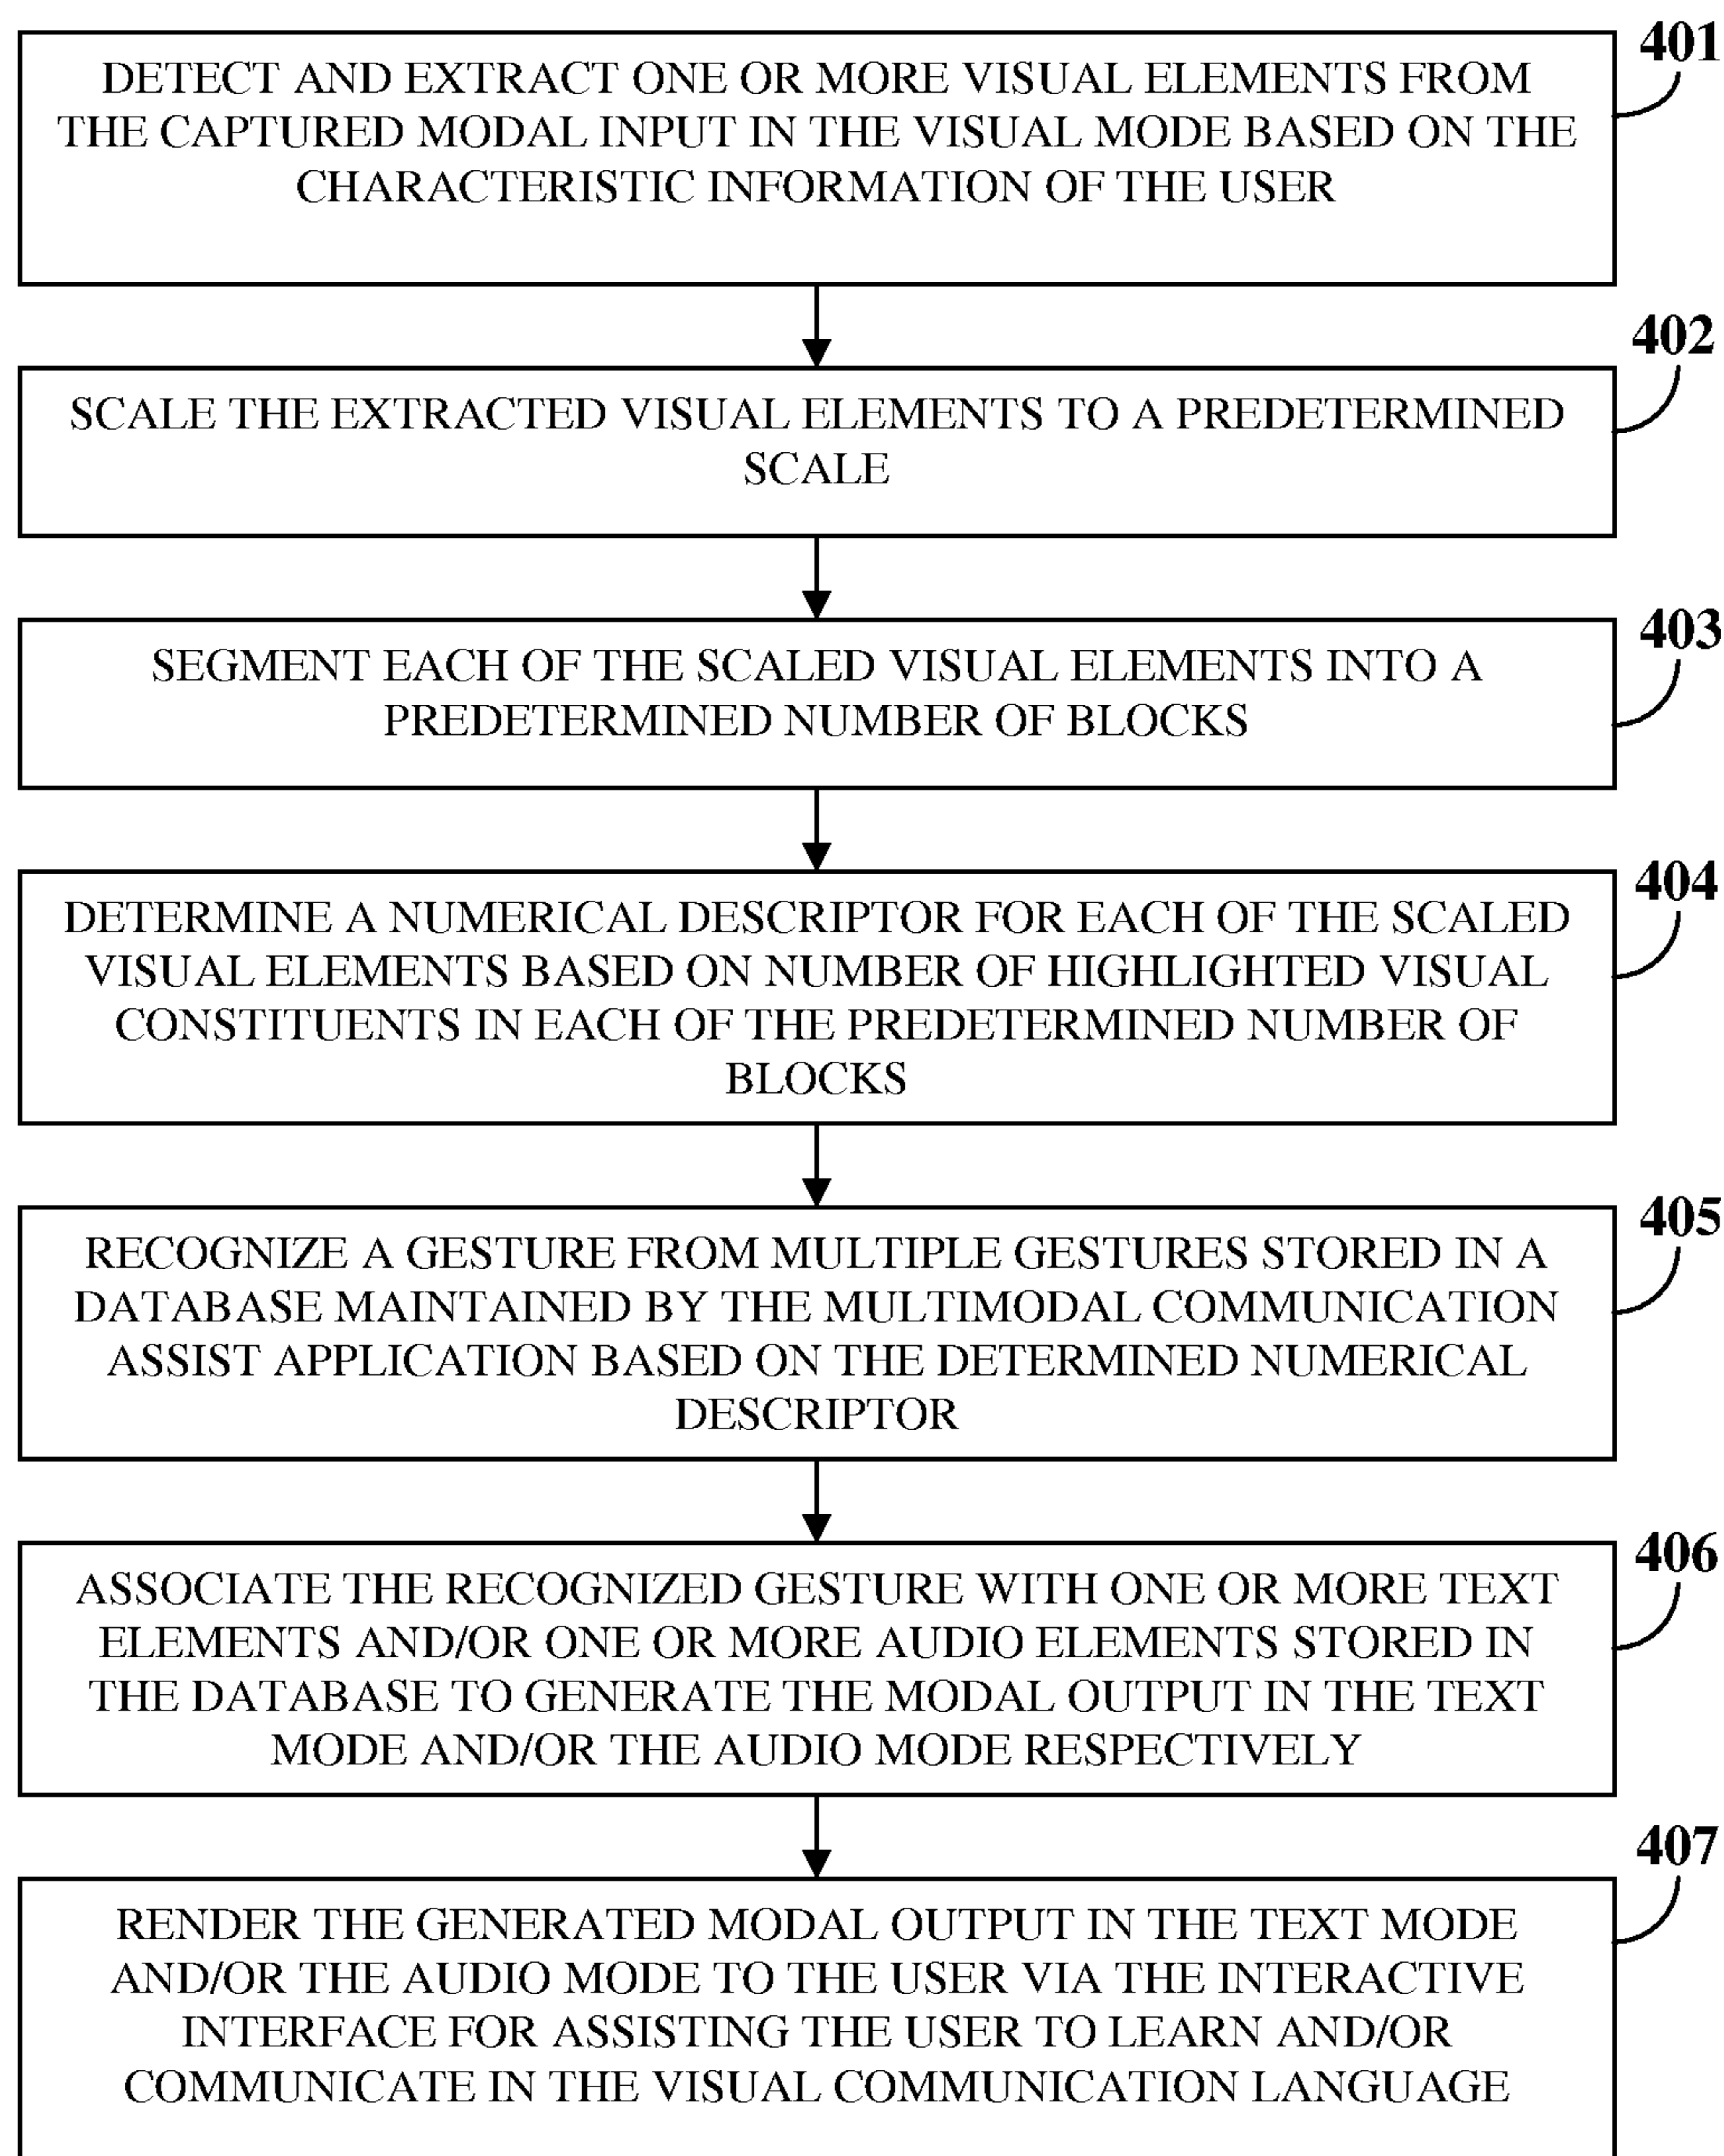 401
DETECT AND EXTRACT ONE OR MORE VISUAL ELEMENTS FROM
THE CAPTURED MODAL INPUT IN THE VISUAL MODE BASED ON THE
CHARACTERISTIC INFORMATION OF THE USER
402
SCALE THE EXTRACTED VISUAL ELEMENTS TO A PREDETERMINED
SCALE
403
SEGMENT EACH OF THE SCALED VISUAL ELEMENTS INTO A
PREDETERMINED NUMBER OF BLOCKS
404
DETERMINE A NUMERICAL DESCRIPTOR FOR EACH OF THE SCALED
VISUAL ELEMENTS BASED ON NUMBER OF HIGHLIGHTED VISUAL
CONSTITUENTS IN EACH OF THE PREDETERMINED NUMBER OF
BLOCKS
405
RECOGNIZE A GESTURE FROM MULTIPLE GESTURES STORED IN A
DATABASE MAINTAINED BY THE MULTIMODAL COMMUNICATION
ASSIST APPLICATION BASED ON THE DETERMINED NUMERICAL
DESCRIPTOR
406
ASSOCIATE THE RECOGNIZED GESTURE WITH ONE OR MORE TEXT
ELEMENTS AND/OR ONE OR MORE AUDIO ELEMENTS STORED IN
THE DATABASE TO GENERATE THE MODAL OUTPUT IN THE TEXT
MODE AND/OR THE AUDIO MODE RESPECTIVELY
407
RENDER THE GENERATED MODAL OUTPUT IN THE TEXT MODE
AND/OR THE AUDIO MODE TO THE USER VIA THE INTERACTIVE
INTERFACE FOR ASSISTING THE USER TO LEARN AND/OR
COMMUNICATE IN THE VISUAL COMMUNICATION LANGUAGE